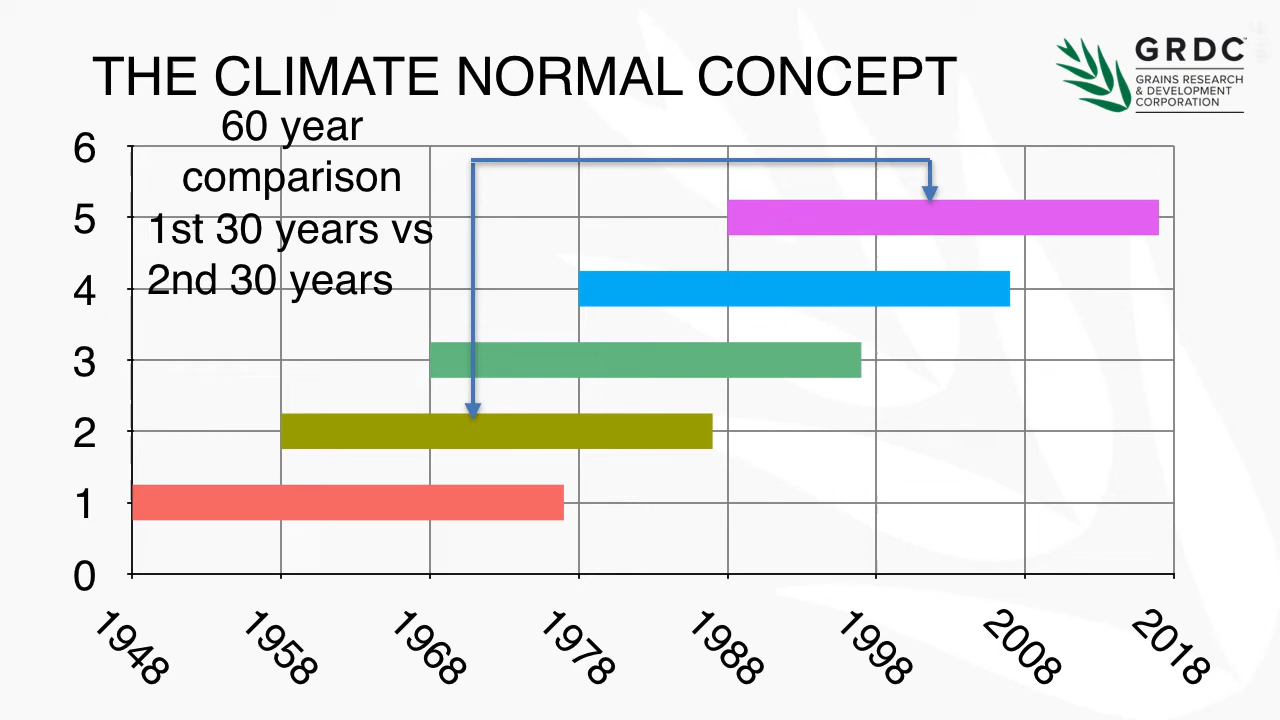 THE CLIMATE NORMAL CONCEPT
GRDC™
GRAINS RESEARCH
& DEVELOPMENT
CORPORATION
60 year
comparison
1st 30 years vs
2nd 30 years
6
5
4
3
2
1
0
1948
1958
1968
1978
1988
1998
2008
2018